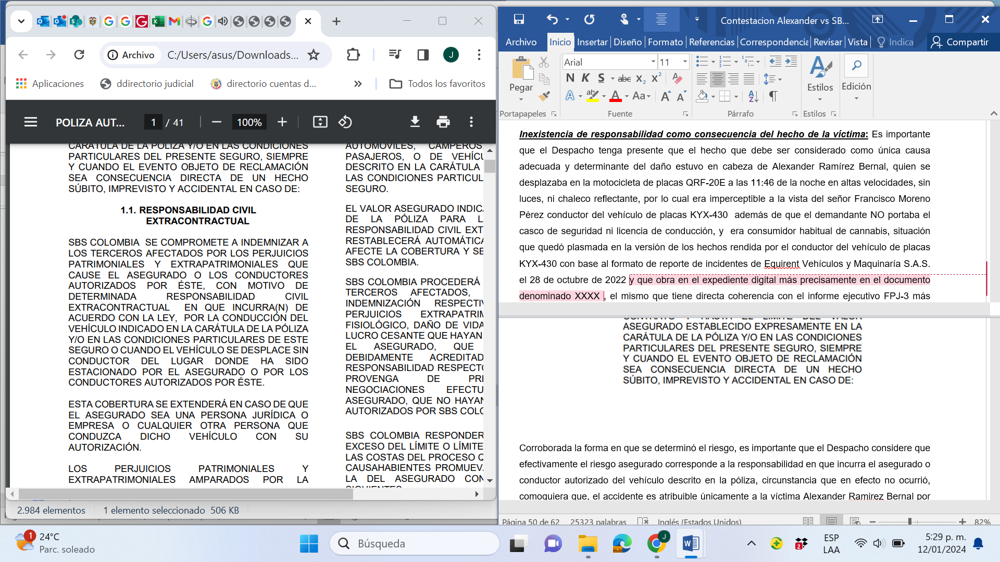 Archivo
C:/Users/asus/Downloads...
J
Aplicaciones
ddirectorio judicial
directorio cuentas d...
»
Todos los favoritos
POLIZA AUT...
1 / 41
100%
CARÁTULA DE LA PÓLIZA Y/O EN LAS CONDICIONES
PARTICULARES DEL PRESENTE SEGURO, SIEMPRE
Y CUANDO EL EVENTO OBJETO DE RECLAMACIÓN
SEA CONSECUENCIA DIRECTA DE UN HECHO
SÚBITO, IMPREVISTO Y ACCIDENTAL EN CASO DE:
1.1. RESPONSABILIDAD CIVIL
EXTRACONTRACTUAL
SBS COLOMBIA SE COMPROMETE A INDEMNIZAR A
LOS TERCEROS AFECTADOS POR LOS PERJUICIOS
PATRIMONIALES Y EXTRAPATRIMONIALES QUE
CAUSE EL ASEGURADO O LOS CONDUCTORES
AUTORIZADOS POR ÉSTE, CON MOTIVO DE
DETERMINADA RESPONSABILIDAD CIVIL
EXTRACONTRACTUAL EN QUE INCURRA(N) DE
ACUERDO CON LA LEY, POR LA CONDUCCIÓN DEL
VEHÍCULO INDICADO EN LA CARÁTULA DE LA PÓLIZA
Y/O EN LAS CONDICIONES PARTICULARES DE ESTE
SEGURO O CUANDO EL VEHÍCULO SE DESPLACE SIN
CONDUCTOR DEL LUGAR DONDE HA SIDO
ESTACIONADO POR EL ASEGURADO O POR LOS
CONDUCTORES AUTORIZADOS POR ÉSTE.
ESTA COBERTURA SE EXTENDERÁ EN CASO DE QUE
EL ASEGURADO SEA UNA PERSONA JURÍDICA O
EMPRESA O CUALQUIER OTRA PERSONA QUE
CONDUZCA DICHO VEHÍCULO CON SU
AUTORIZACIÓN.
LOS PERJUICIOS PATRIMONIALES Y
EXTRAPATRIMONIALES AMPARADOS POR LA
AUTOMÓVILES, CAMPEROS,
PASAJEROS, O DE VEHÍCU
DESCRITO EN LA CARÁTULA
LAS CONDICIONES PARTICUL
SEGURO.
EL VALOR ASEGURADO INDICA
DE LA PÓLIZA PARA L
RESPONSABILIDAD CIVIL EXT
RESTABLECERÁ AUTOMÁTICA
AFECTE LA COBERTURA Y SE
SBS COLOMBIA.
SBS COLOMBIA PROCEDERÁ
TERCEROS AFECTADOS,
INDEMNIZACIÓN RESPECTIV
PERJUICIOS EXTRAPATRIM
FISIOLÓGICO, DAÑO DE VIDA
LUCRO CESANTE QUE HAYAN
EL ASEGURADO, QUE
DEBIDAMENTE ACREDITAD
RESPONSABILIDAD RESPECTO
PROVENGA DE PRE
NEGOCIACIONES EFECTU
ASEGURADO, QUE NO HAYAN
AUTORIZADOS POR SBS COLO
SBS COLOMBIA RESPONDER
EXCESO DEL LÍMITE O LÍMITE
LAS COSTAS DEL PROCESO Q
CAUSAHABIENTES PROMUEVA
LA DEL ASEGURADO CON
SIGUIENTES
2.984 elementos
1 elemento seleccionado 506 KB
Contestacion Alexander vs SB...
Archivo Inicio Insertar Diseño Formato Referencias Correspondencia Revisar Vista Indica Compartir
Pegar
Arial 11
N K S abc X2 X2
A ab A Aa A A
Estilos
Edición
Portapapeles Fuente Párrafo Estilos
Inexistencia de responsabilidad como consecuencia del hecho de la víctima: Es importante
que el Despacho tenga presente que el hecho que debe ser considerado como única causa
adecuada y determinante del daño estuvo en cabeza de Alexander Ramírez Bernal, quien se
desplazaba en la motocicleta de placas QRF-20E a las 11:46 de la noche en altas velocidades, sin
luces, ni chaleco reflectante, por lo cual era imperceptible a la vista del señor Francisco Moreno
Pérez conductor del vehículo de placas KYX-430 además de que el demandante NO portaba el
casco de seguridad ni licencia de conducción, y era consumidor habitual de cannabis, situación
que quedó plasmada en la versión de los hechos rendida por el conductor del vehículo de placas
KYX-430 con base al formato de reporte de incidentes de Equirent Vehículos y Maquinaría S.A.S.
el 28 de octubre de 2022 y que obra en el expediente digital más precisamente en el documento
denominado XXXX , el mismo que tiene directa coherencia con el informe ejecutivo FPJ-3 más
CONTRATO Y HASTA EL LÍMITE DEL VALOR
ASEGURADO ESTABLECIDO EXPRESAMENTE EN LA
CARÁTULA DE LA PÓLIZA Y/O EN LAS CONDICIONES
PARTICULARES DEL PRESENTE SEGURO, SIEMPRE
Y CUANDO EL EVENTO OBJETO DE RECLAMACIÓN
SEA CONSECUENCIA DIRECTA DE UN HECHO
SÚBITO, IMPREVISTO Y ACCIDENTAL EN CASO DE:
Corroborada la forma en que se determinó el riesgo, es importante que el Despacho considere que
efectivamente el riesgo asegurado corresponde a la responsabilidad en que incurra el asegurado o
conductor autorizado del vehículo descrito en la póliza, circunstancia que en efecto no ocurrió,
comoquiera que, el accidente es atribuible únicamente a la víctima Alexander Ramirez Bernal por
Página 50 de 62 25323 palabras Inglés (Estados Unidos) 82%
1
24°C
Parc. soleado
Búsqueda
J
2
ESP
LAA
5:29 p. m.
12/01/2024